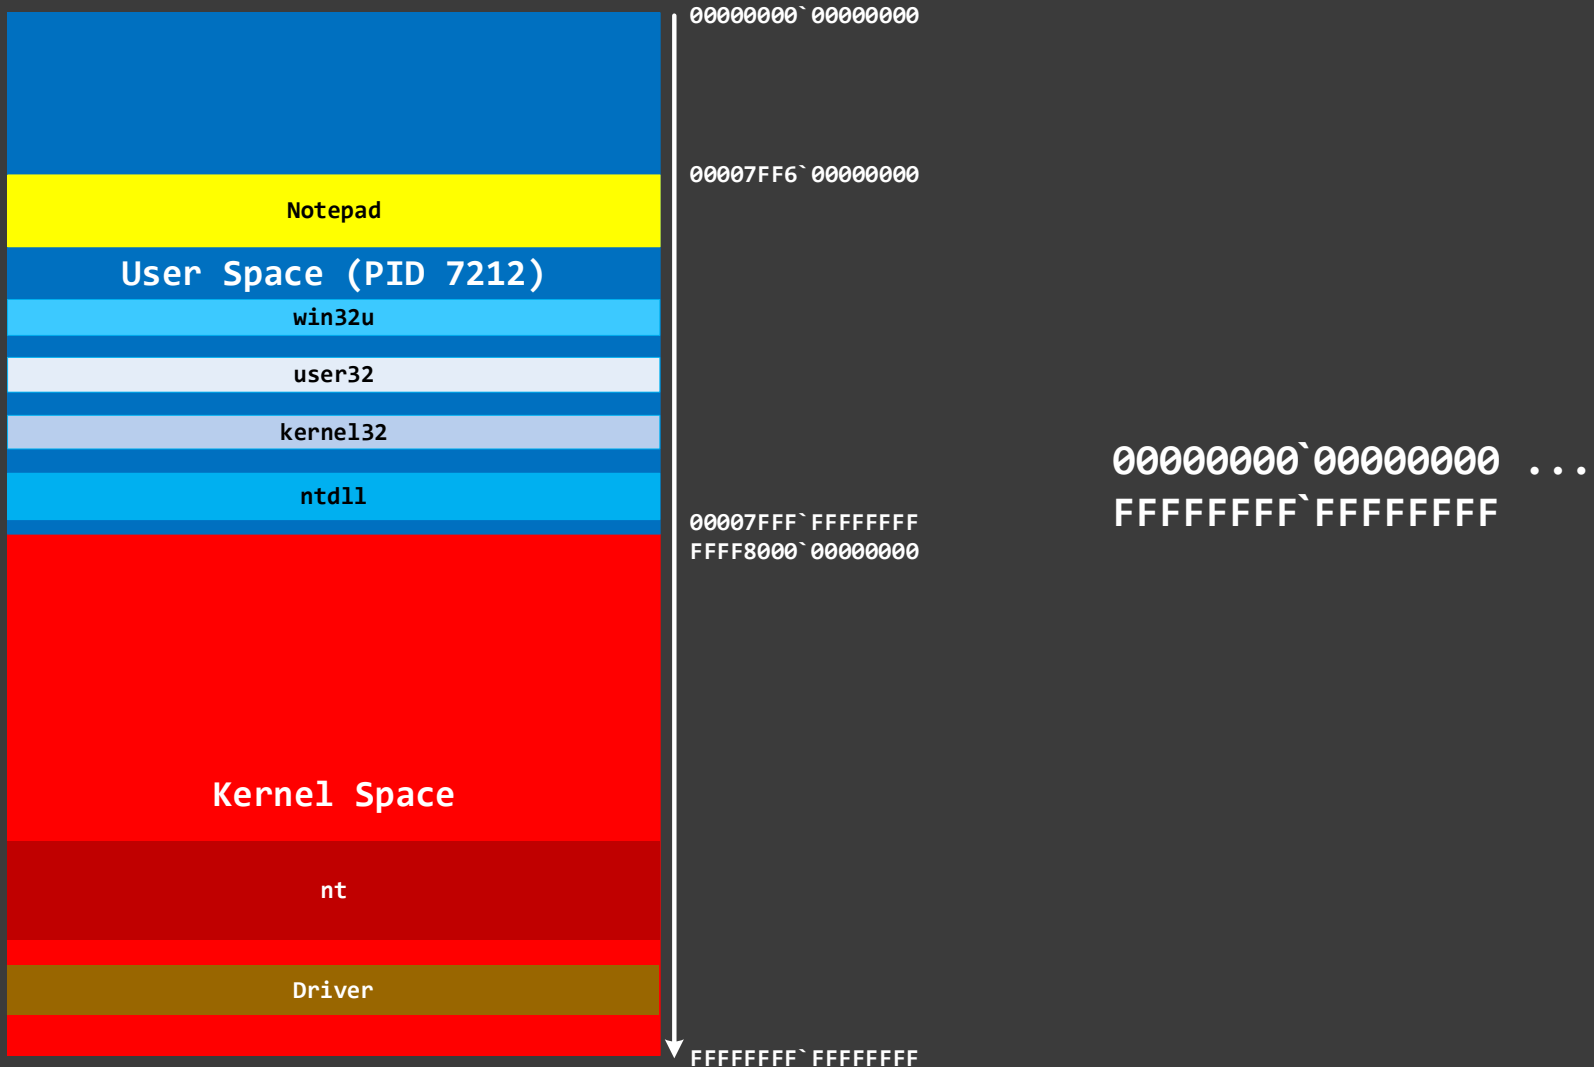 00000000`00000000
00007FF6`00000000
Notepad
User Space (PID 7212)
win32u
user32
kernel32
ntdll
00007FFF`FFFFFFFF
FFFF8000`00000000
Kernel Space
nt
Driver
FFFFFFFF`FFFFFFFF
00000000`00000000 ...
FFFFFFFF`FFFFFFFF